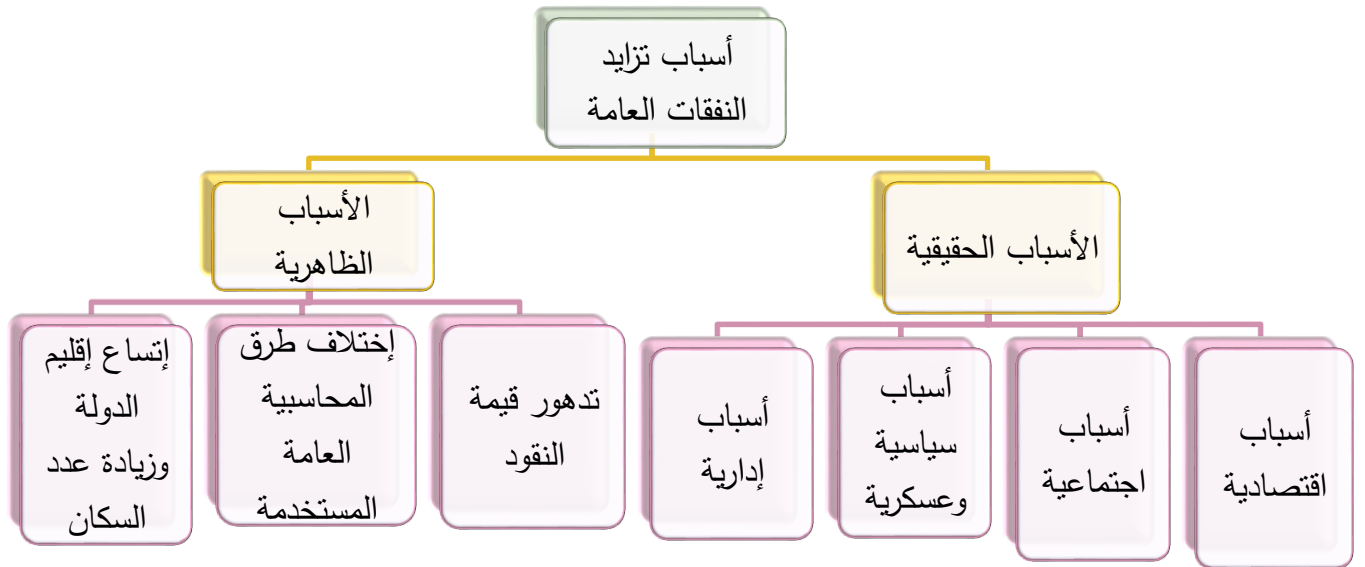 أسباب تزايد
النفقات العامة
الأسباب الحقيقية
الأسباب
الظاهرية
أسباب
اقتصادية
أسباب
اجتماعية
أسباب
سياسية
وعسكرية
أسباب
إدارية
تدهور قيمة
النقود
إختلاف طرق
المحاسبية
العامة
المستخدمة
إتساع إقليم
الدولة
وزيادة عدد
السكان